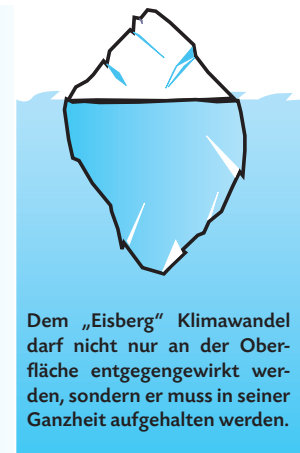 Dem „Eisberg“ Klimawandel
darf nicht nur an der Ober-
fläche entgegengewirkt wer-
den, sondern er muss in seiner
Ganzheit aufgehalten werden.